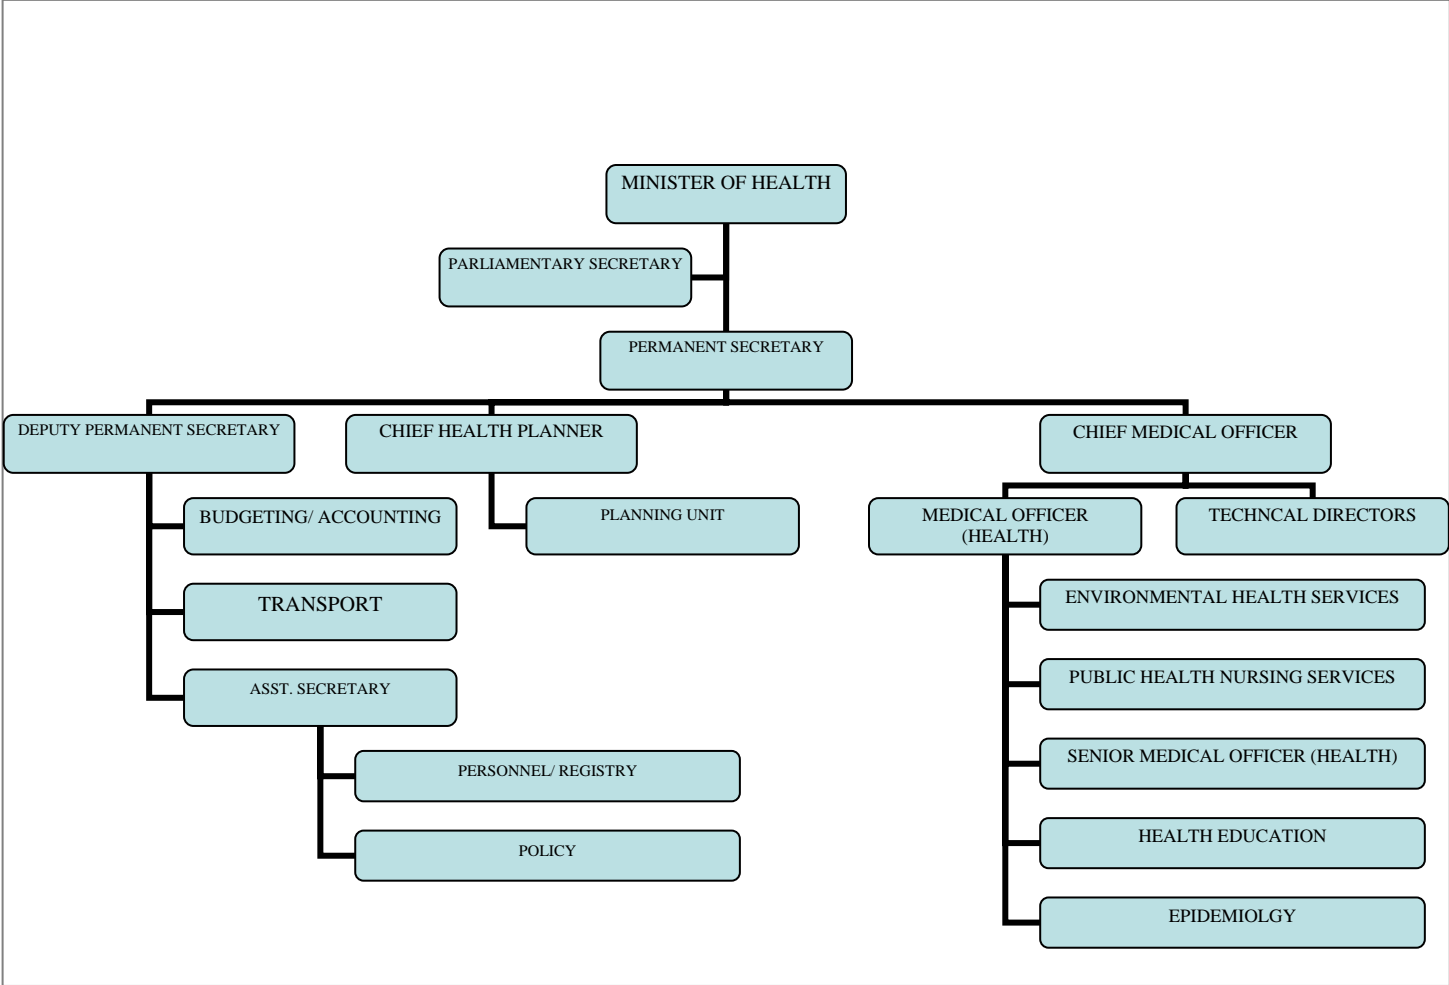 MINISTER OF HEALTH
PARLIAMENTARY SECRETARY
PERMANENT SECRETARY
DEPUTY PERMANENT SECRETARY
CHIEF HEALTH PLANNER
CHIEF MEDICAL OFFICER
BUDGETING/ ACCOUNTING
PLANNING UNIT
MEDICAL OFFICER
(HEALTH)
TECHNCAL DIRECTORS
TRANSPORT
ENVIRONMENTAL HEALTH SERVICES
ASST. SECRETARY
PUBLIC HEALTH NURSING SERVICES
PERSONNEL/ REGISTRY
SENIOR MEDICAL OFFICER (HEALTH)
POLICY
HEALTH EDUCATION
EPIDEMIOLGY